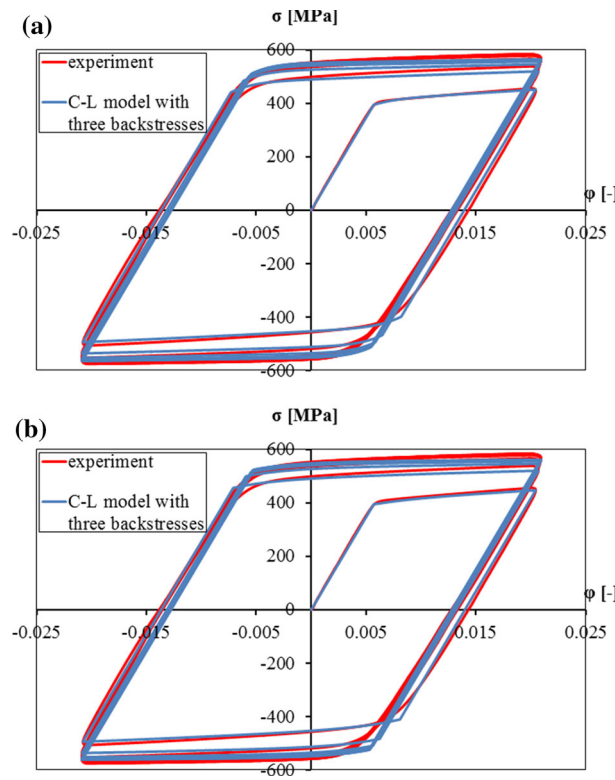 (a)
σ [MPa]
600
experiment
C-L model with
three backstresses
400
200
φ [-]
0
-0.025
-0.015
-0.005
0.005
0.015
0.025
-200
-400
-600
σ [MPa]
(b)
600
experiment
C-L model with
three backstresses
400
200
φ [-]
0
-0.025
-0.015
-0.005
0.005
0.015
0.025
-200
-400
-600